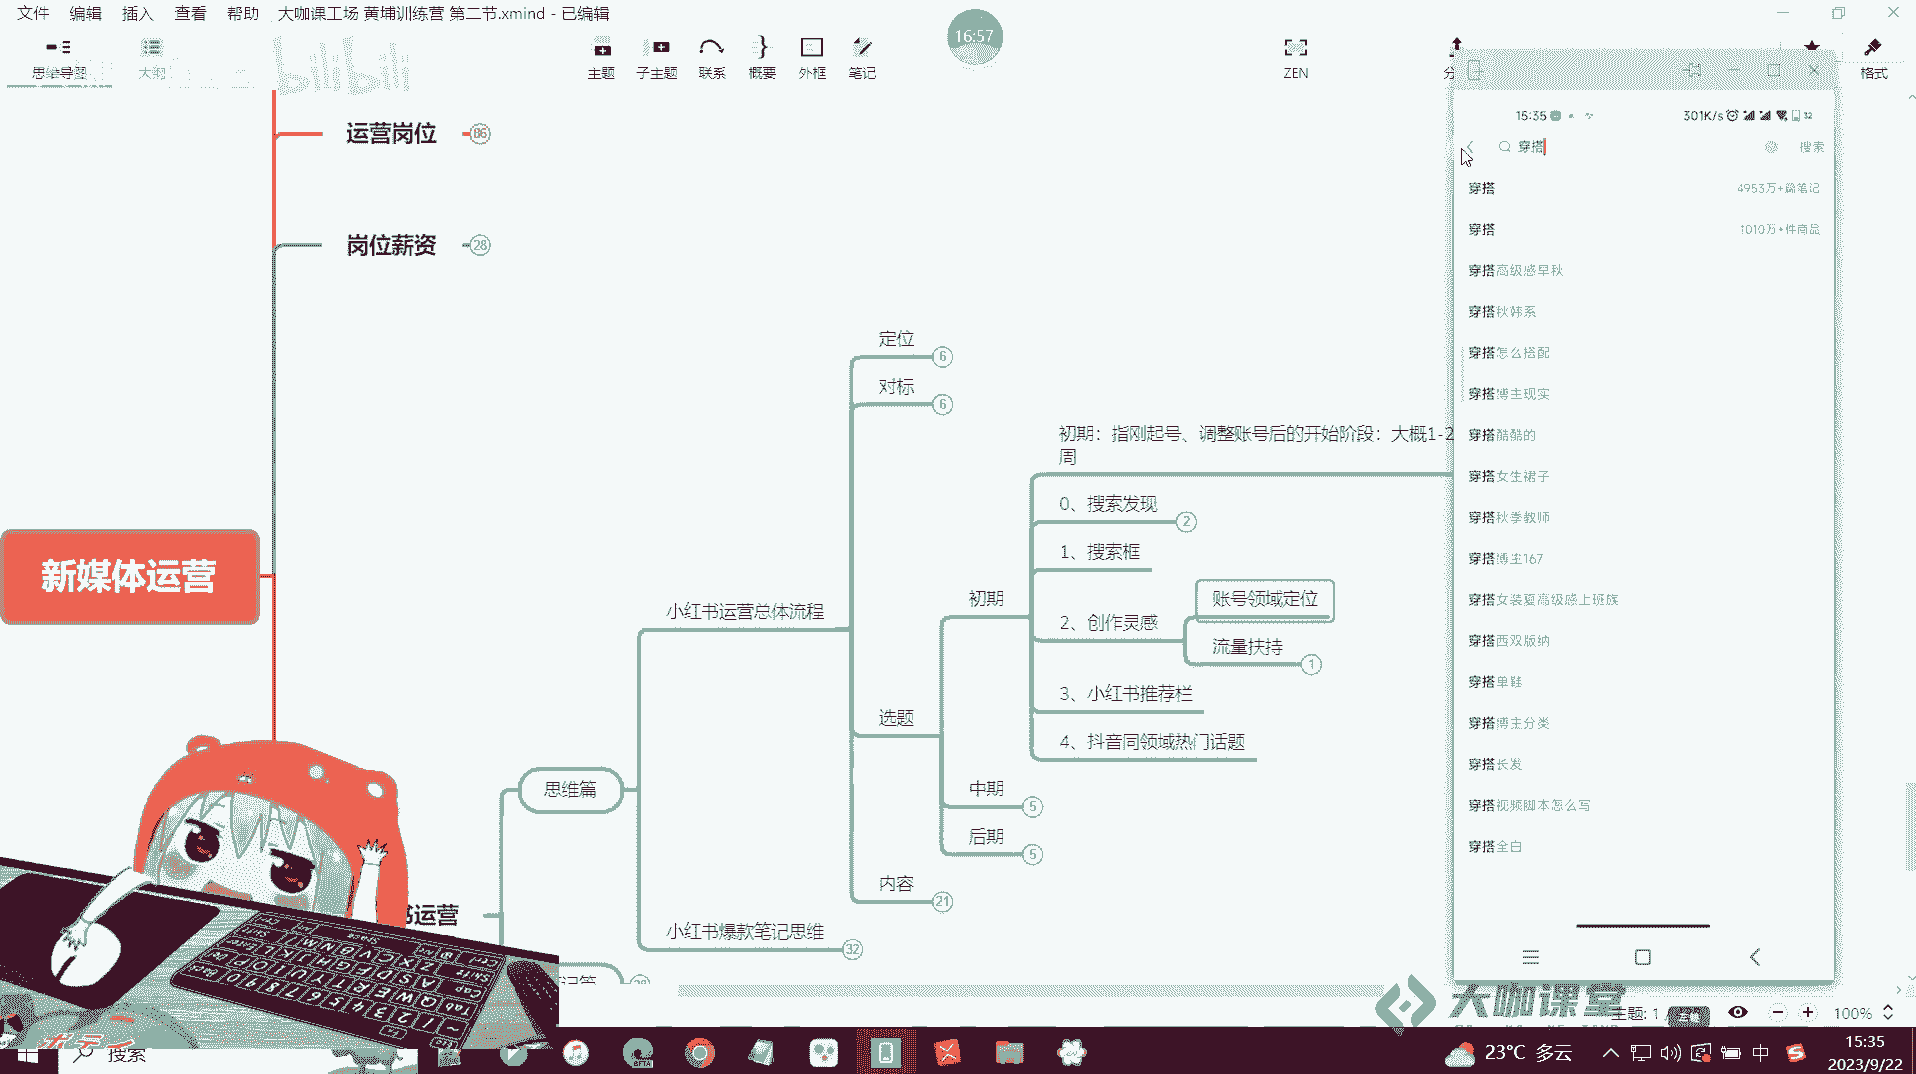 文件 编辑 插入 查看 帮助 大咖课工场 黄埔训练营 第二节.xmind - 已编辑
bilibili
思维导图 大纲
主题 子主题 联系 概要 外框 笔记
16:57
ZEN
格式
运营岗位 86
岗位薪资 28
新媒体运营
思维篇
小红书运营总体流程
定位 6
对标 6
选题
初期
初期：指刚起号、调整账号后的开始阶段：大概1-2
周
0、搜索发现 2
1、搜索框
2、创作灵感
账号领域定位
流量扶持 1
3、小红书推荐栏
4、抖音同领域热门话题
中期 5
后期 5
内容 21
小红书爆款笔记思维 32
书运营
15:35 301K/s 32
穿搭 搜索
穿搭 4953万+篇笔记
穿搭 1010万+件商品
穿搭高级感早秋
穿搭秋韩系
穿搭怎么搭配
穿搭博主现实
穿搭酷酷的
穿搭女生裙子
穿搭秋季教师
穿搭博主167
穿搭女装夏高级感上班族
穿搭西双版纳
穿搭单鞋
穿搭博主分类
穿搭长发
穿搭视频脚本怎么写
穿搭全白
大咖课堂
主题: 1
100%
搜索
23°C 多云
中
15:35
2023/9/22